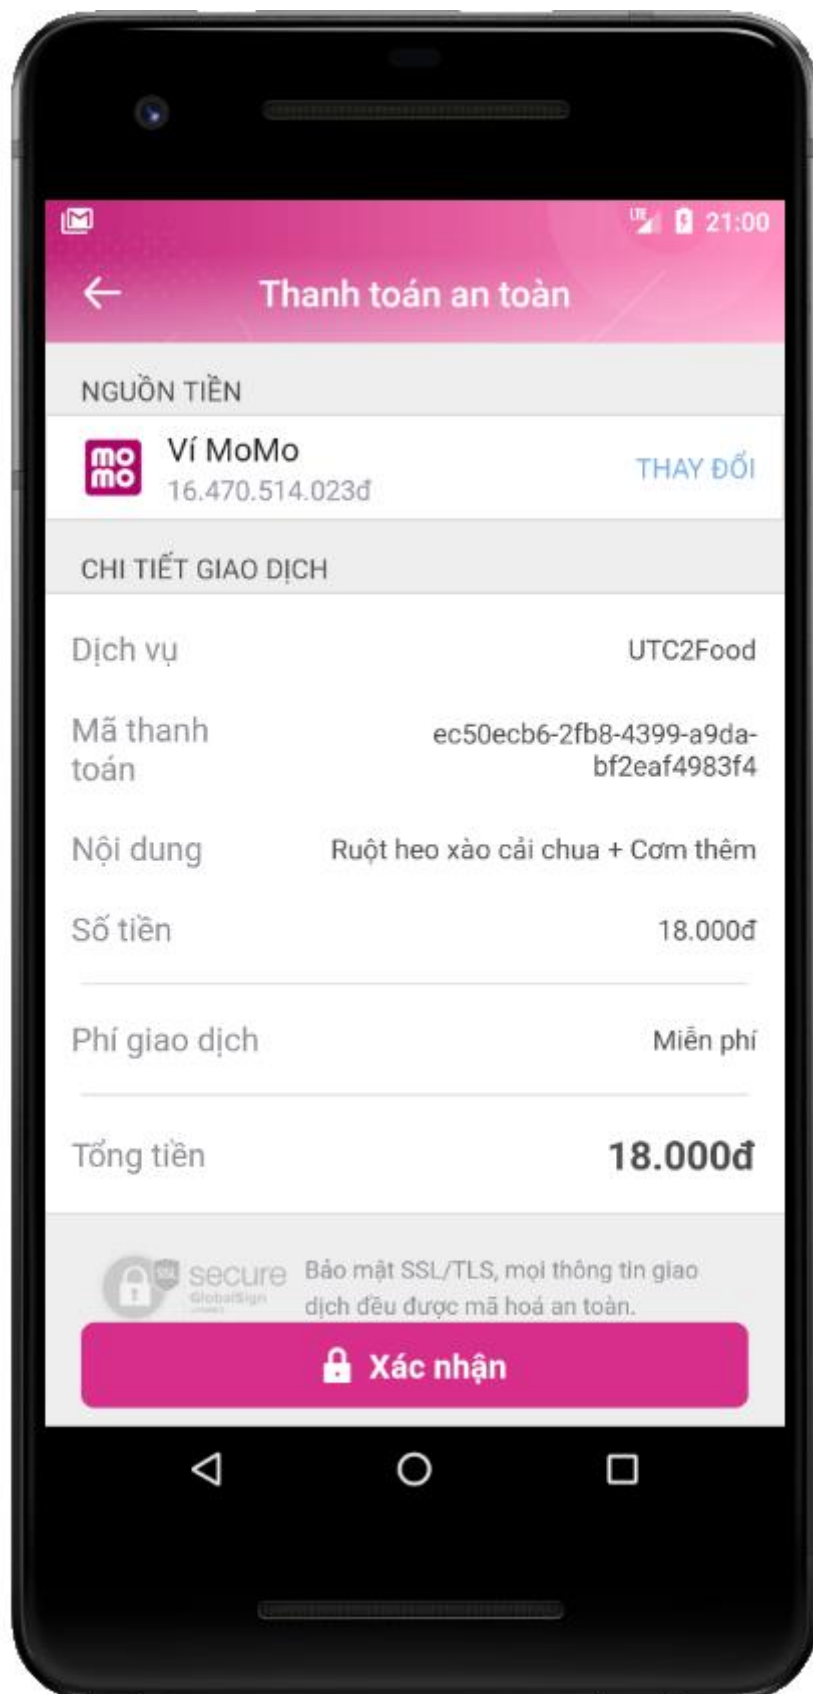 21:00
Thanh toán an toàn
NGUỒN TIỀN
momo
Ví MoMo
16.470.514.023đ
THAY ĐỔI
CHI TIẾT GIAO DỊCH
Dịch vụ
UTC2Food
Mã thanh
toán
ec50ecb6-2fb8-4399-a9da-
bf2eaf4983f4
Nội dung
Ruột heo xào cải chua + Cơm thêm
Số tiền
18.000đ
Phí giao dịch
Miễn phí
Tổng tiền
18.000đ
secure
GlobalSign
Bảo mật SSL/TLS, mọi thông tin giao
dịch đều được mã hoá an toàn.
Xác nhận